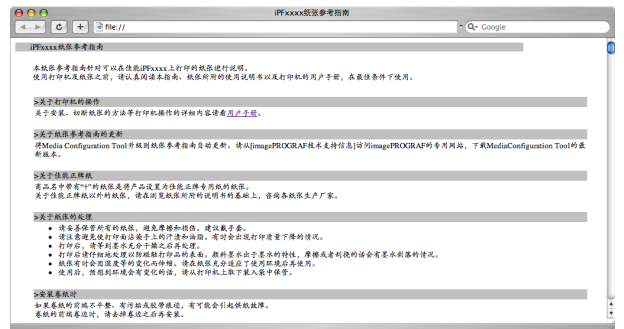 iPFxxxx纸张参考指南
file://
Google
iPFxxxx纸张参考指南
本纸张参考指南针对可以在佳能iPFxxxx上打印的纸张进行说明。
使用打印机及纸张之前，请认真阅读本指南、纸张所附的使用说明书以及打印机的用户手册，在最佳条件下使用。
>关于打印机的操作
关于安装、切断纸张的方法等打印机操作的详细内容请看用户手册。
>关于纸张参考指南的更新
将Media Configuration Tool升级则纸张参考指南自动更新。请从[imagePROGRAF技术支持信息]访问imagePROGRAF的专用网站，下载MediaConfiguration Tool的最
新版本。
>关于佳能正牌纸
商品名中带有"†"的纸张是将产品设置为佳能正牌专用纸的纸张。
关于佳能正牌纸以外的纸张，请在浏览纸张所附的说明书的基础上，咨询各纸张生产厂家。
>关于纸张的处理
• 请妥善保管所有的纸张，避免摩擦和损伤。建议戴手套。
• 请注意避免使打印面沾染手上的汗渍和油脂。有时会出现打印质量下降的情况。
• 打印后，请等到墨水充分干燥之后再处理。
• 打印后请仔细地处理以防碰触打印品的表面。颜料墨水出于墨水的特性，摩擦或者刮挠的话会有墨水剥落的情况。
• 纸张有时会因湿度等的变化而伸缩。请在纸张充分适应了使用环境后再使用。
• 使用后，预想到环境会有变化的话，请从打印机上取下装入袋中保管。
>安装卷纸时
如果卷纸的前端不平整、有污垢或胶带痕迹，有可能会引起供纸故障。
卷纸的前端卷边时，请去掉卷边之后再安装。